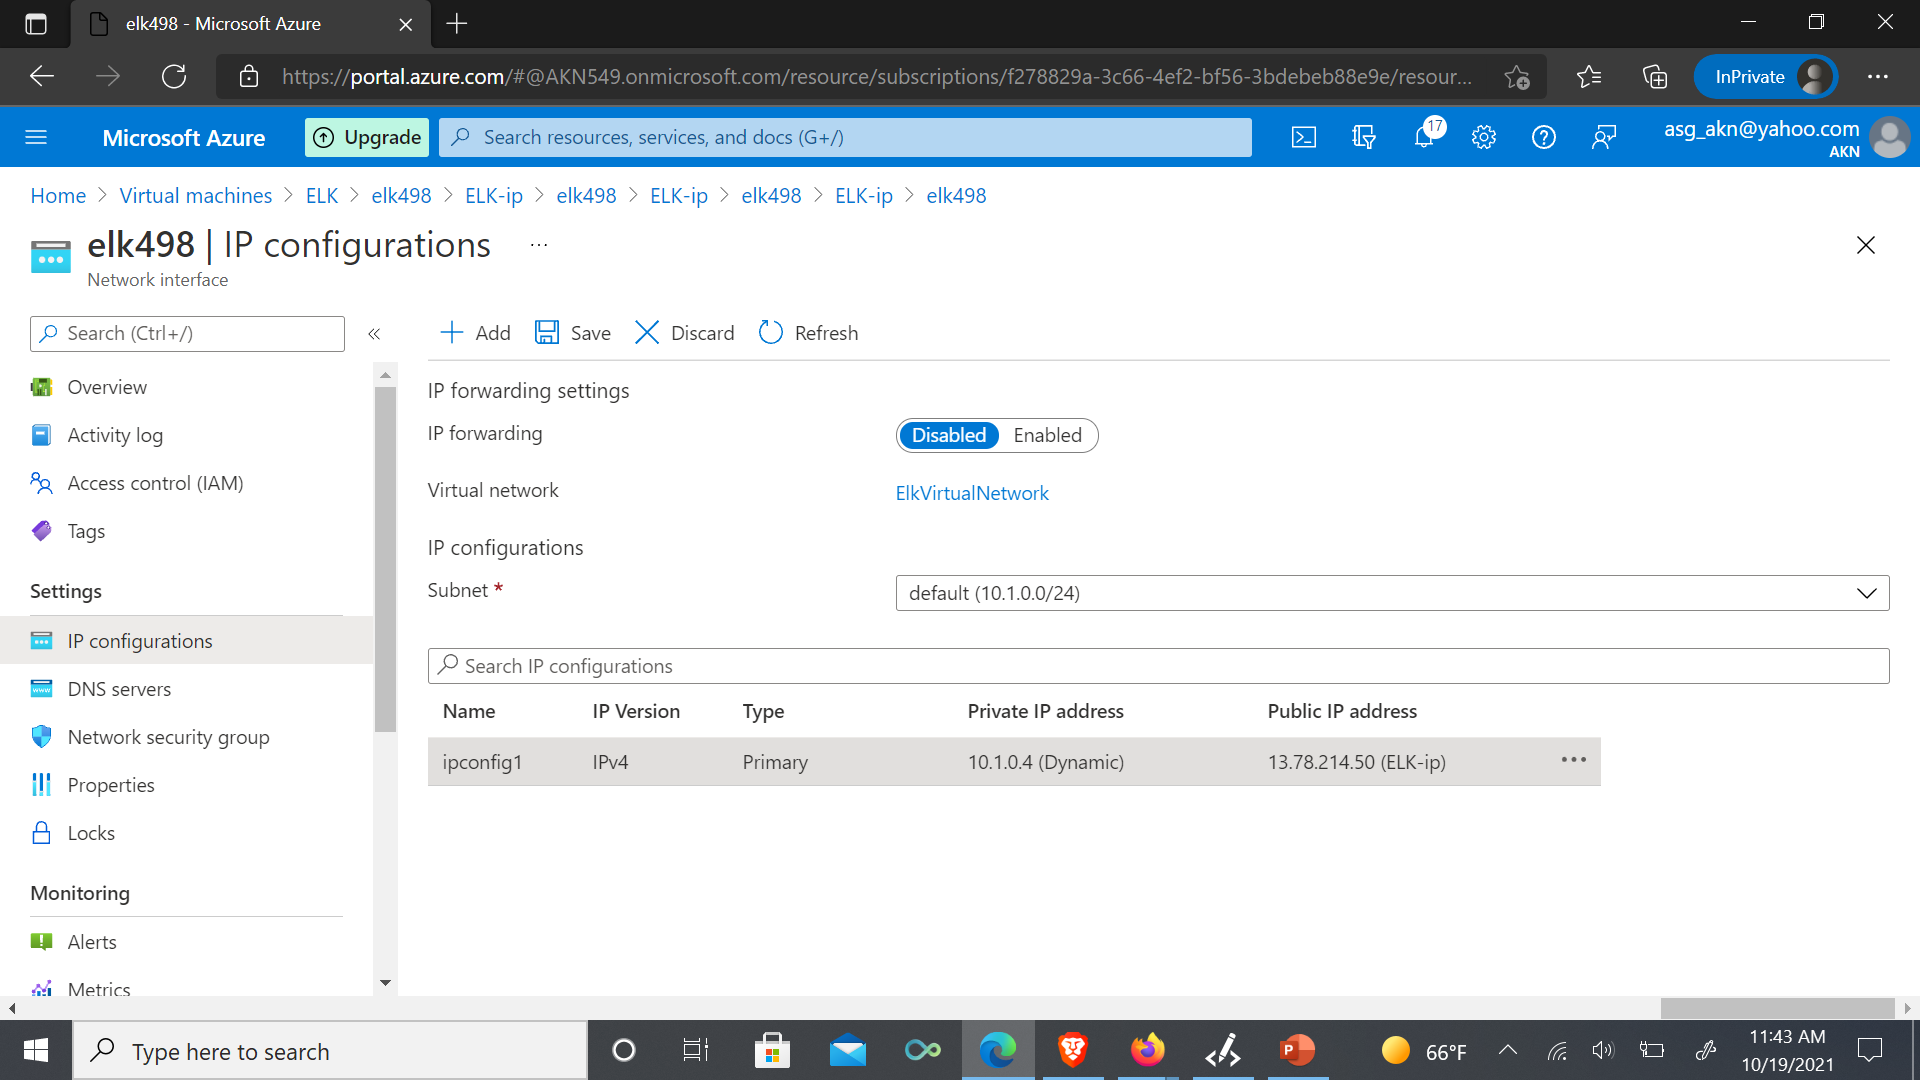 elk498 - Microsoft Azure
https://portal.azure.com/#@AKN549.onmicrosoft.com/resource/subscriptions/f278829a-3c66-4ef2-bf56-3bdebeb88e9e/resour...
InPrivate
Microsoft Azure
Upgrade
Search resources, services, and docs (G+/)
17
asg_akn@yahoo.com
AKN
Home > Virtual machines > ELK > elk498 > ELK-ip > elk498 > ELK-ip > elk498 > ELK-ip > elk498
elk498 | IP configurations ...
Network interface
Search (Ctrl+/)
«
Add
Save
Discard
Refresh
Overview
Activity log
Access control (IAM)
Tags
Settings
IP configurations
DNS servers
Network security group
Properties
Locks
Monitoring
Alerts
Metrics
IP forwarding settings
IP forwarding
Disabled Enabled
Virtual network
ElkVirtualNetwork
IP configurations
Subnet *
default (10.1.0.0/24)
Search IP configurations
Name IP Version Type Private IP address Public IP address
ipconfig1 IPv4 Primary 10.1.0.4 (Dynamic) 13.78.214.50 (ELK-ip) ...
Type here to search
P
66°F
11:43 AM
10/19/2021